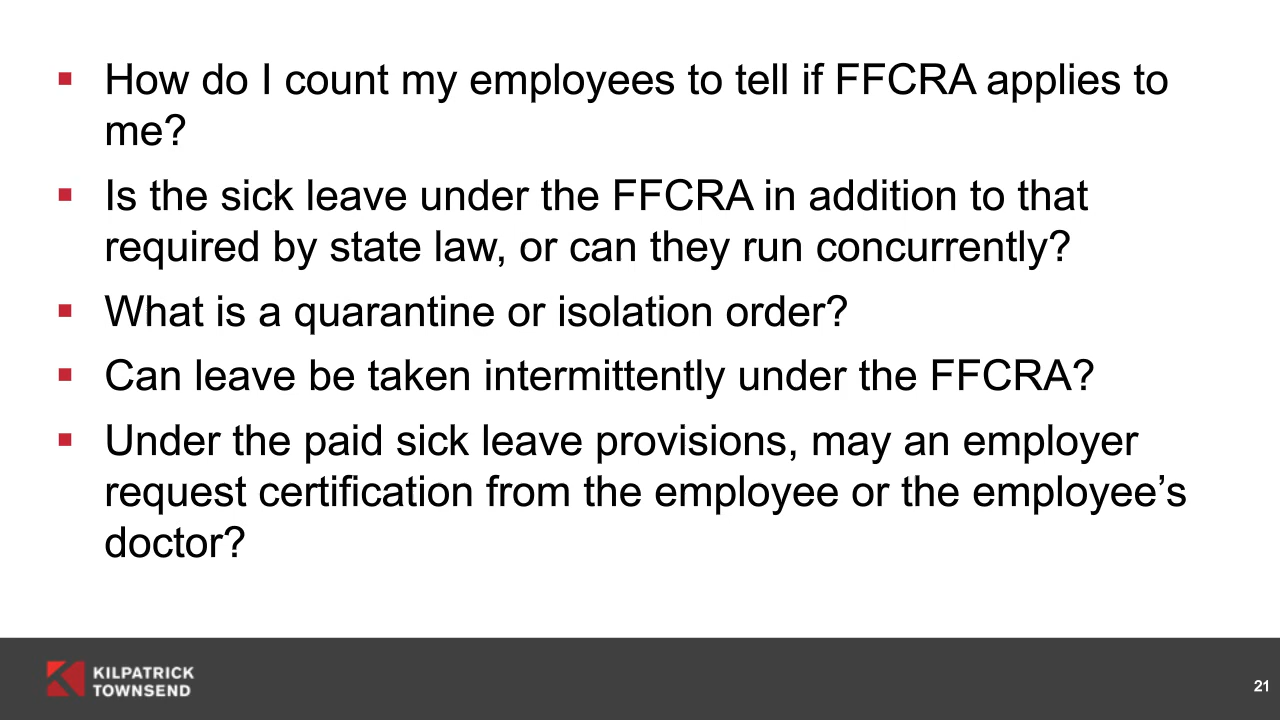 ▪ How do I count my employees to tell if FFCRA applies to
me?
▪ Is the sick leave under the FFCRA in addition to that
required by state law, or can they run concurrently?
▪ What is a quarantine or isolation order?
▪ Can leave be taken intermittently under the FFCRA?
▪ Under the paid sick leave provisions, may an employer
request certification from the employee or the employee’s
doctor?
KILPATRICK
TOWNSEND
21